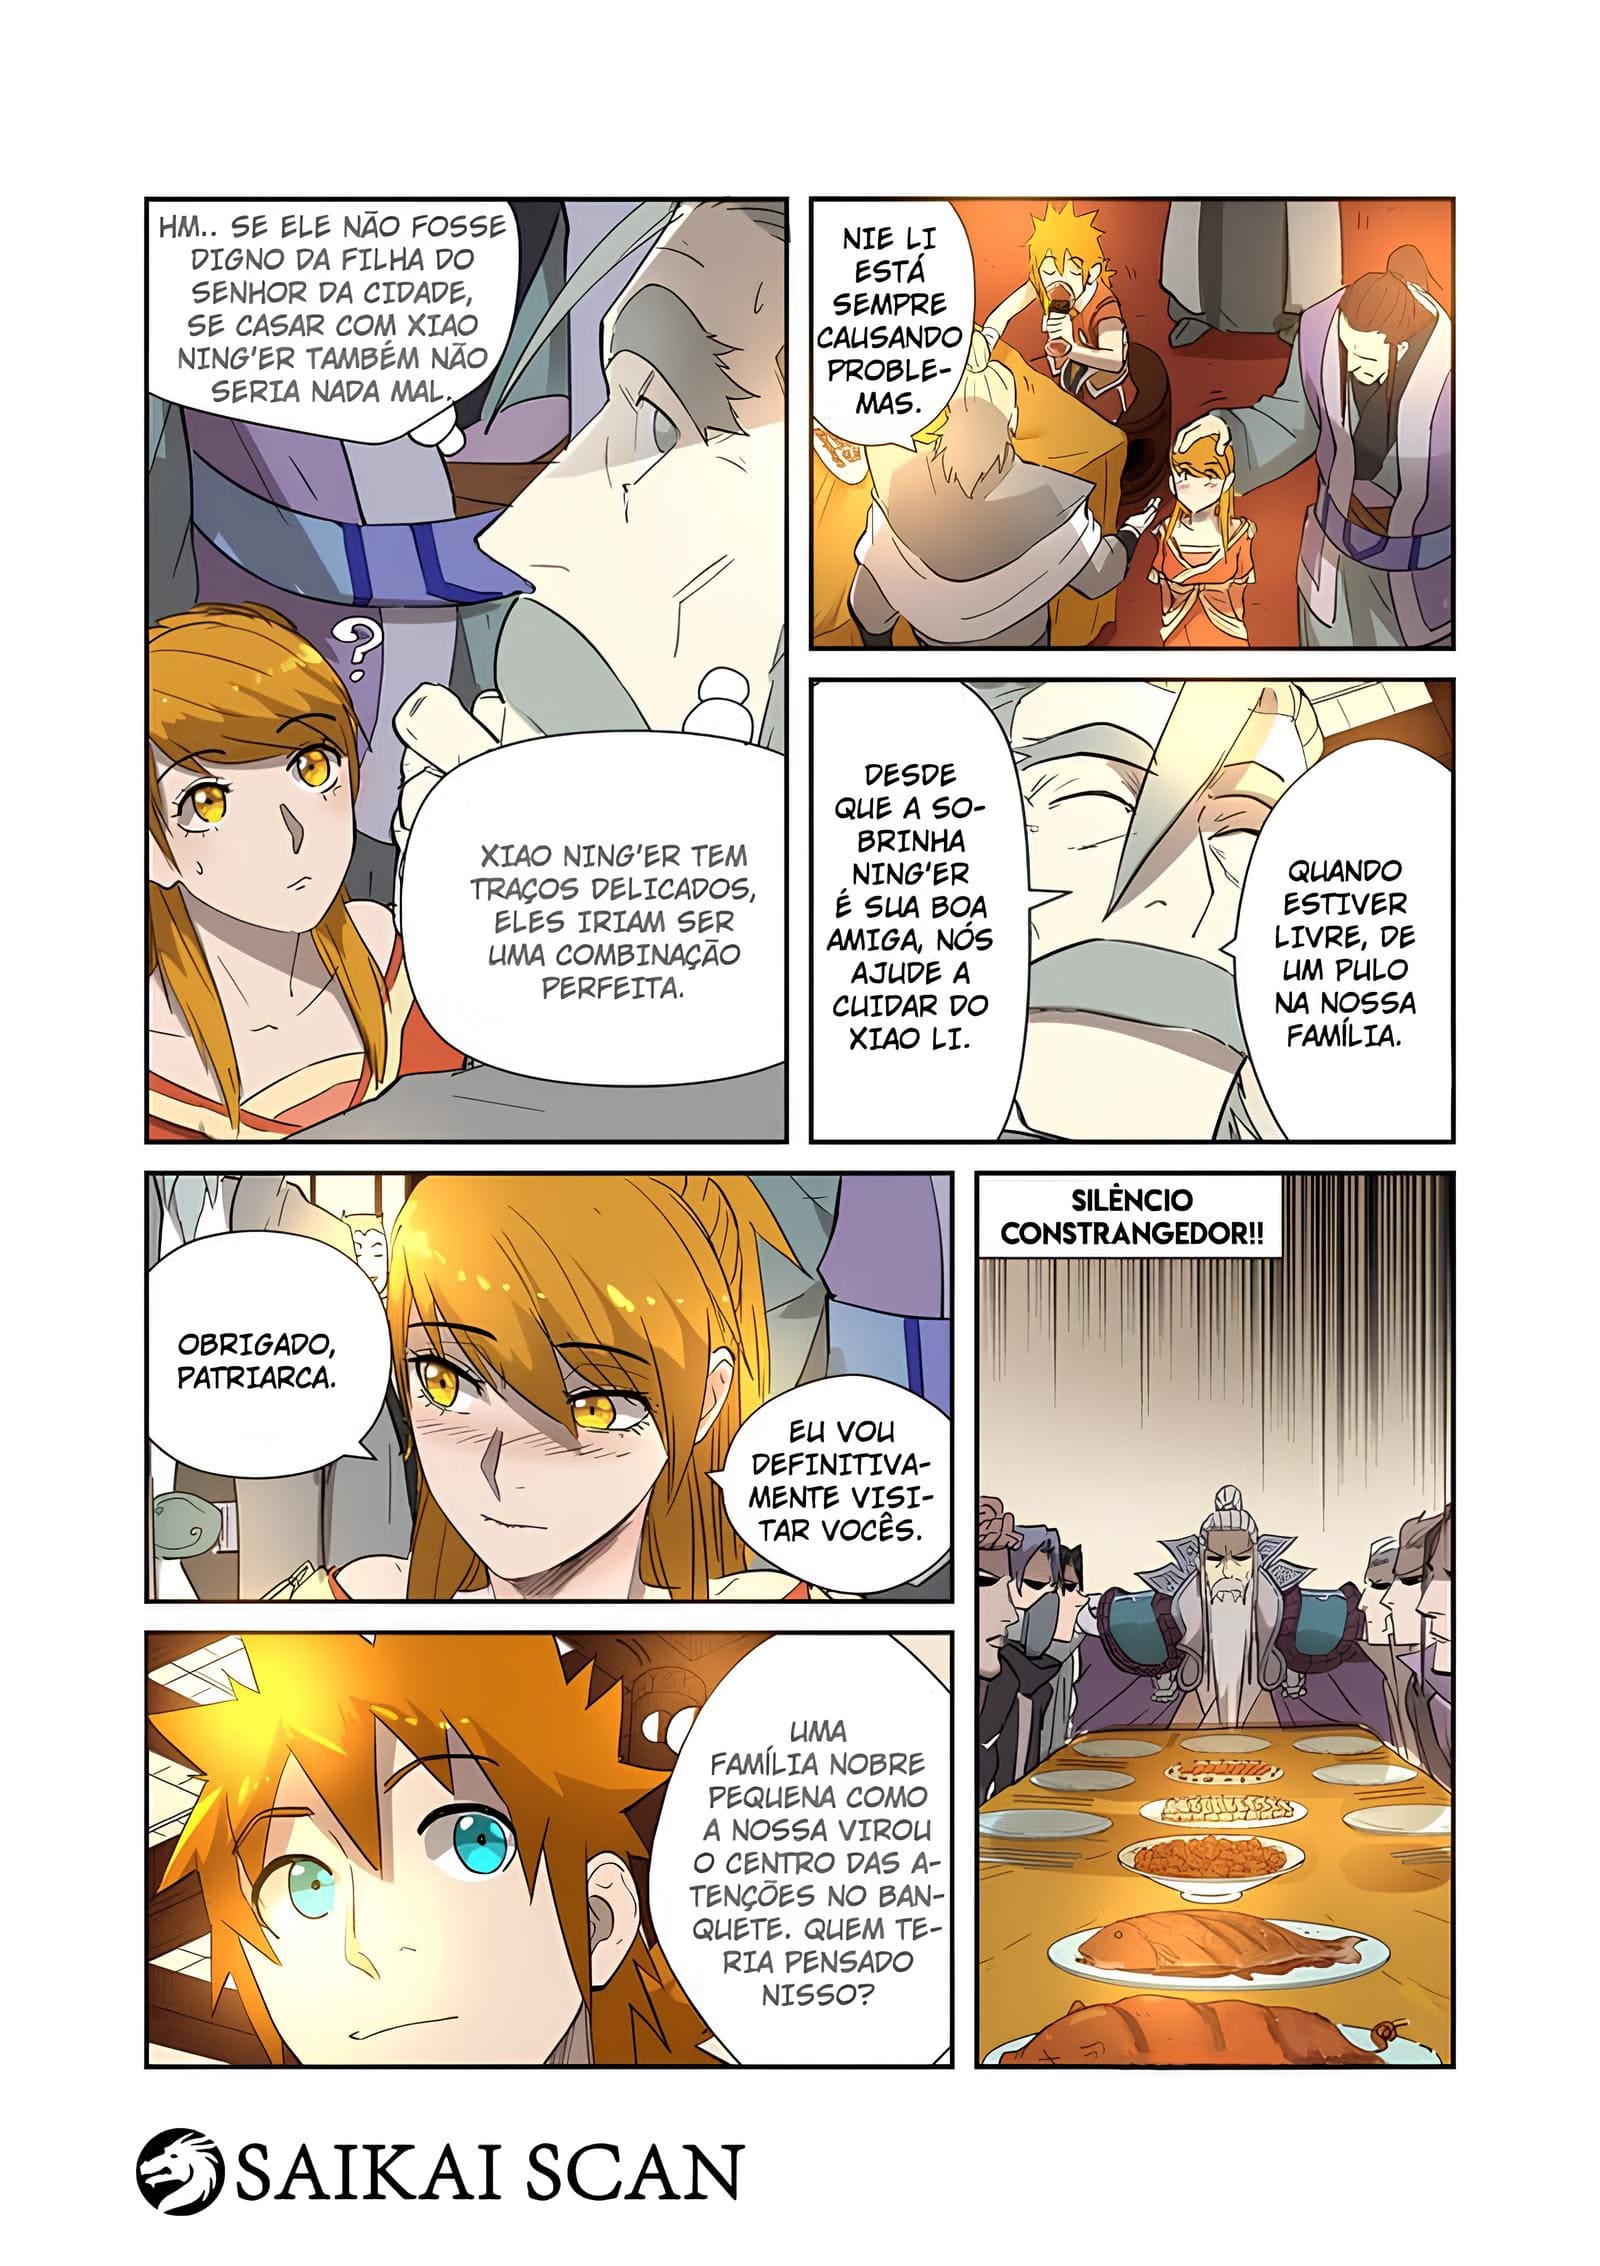 HM.. SE ELE NÃO FOSSE
DIGNO DA FILHA DO
SENHOR DA CIDADE,
SE CASAR COM XIAO
NING'ER TAMBÉM NÃO
SERIA NADA MAL.
?
XIAO NING'ER TEM
TRAÇOS DELICADOS,
ELES IRIAM SER
UMA COMBINAÇÃO
PERFEITA.
NIE LI
ESTÁ
SEMPRE
CAUSANDO
PROBLE-
MAS.
DESDE
QUE A SO-
BRINHA
NING'ER
É SUA BOA
AMIGA, NÓS
AJUDE A
CUIDAR DO
XIAO LI.
QUANDO
ESTIVER
LIVRE, DE
UM PULO
NA NOSSA
FAMÍLIA.
OBRIGADO,
PATRIARCA.
EU VOU
DEFINITIVA-
MENTE VISI-
TAR VOCÊS.
SILÊNCIO
CONSTRANGEDOR!!
UMA
FAMÍLIA NOBRE
PEQUENA COMO
A NOSSA VIROU
O CENTRO DAS A-
TENÇÕES NO BAN-
QUETE. QUEM TE-
RIA PENSADO
NISSO?
SAIKAI SCAN